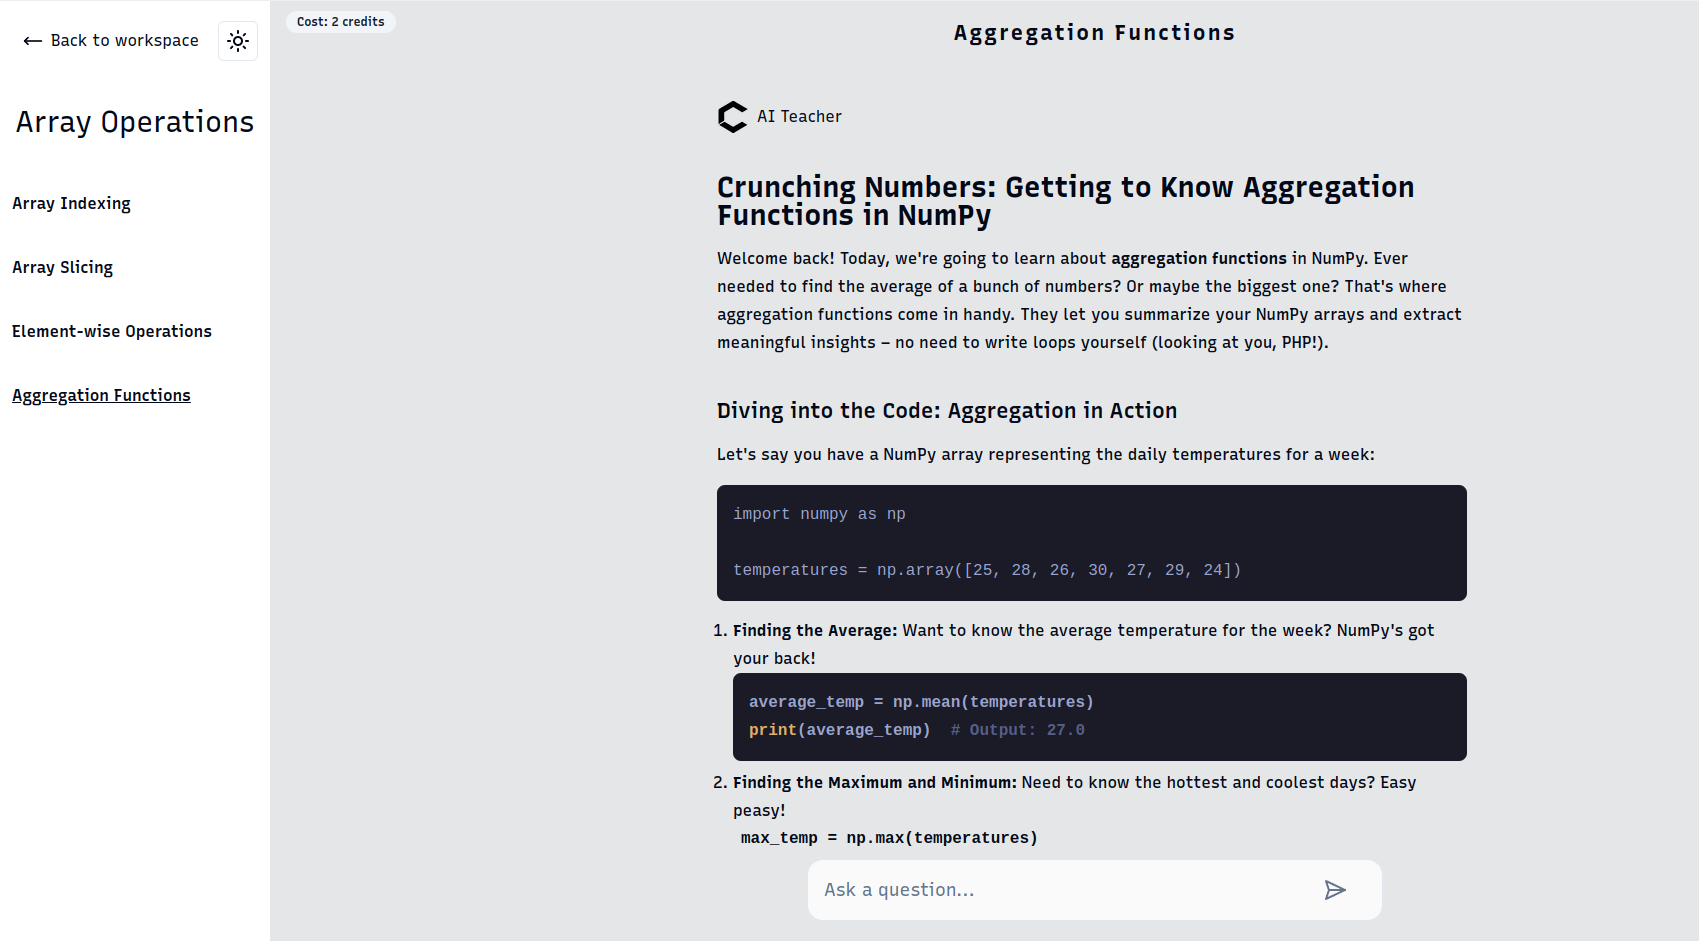 Back to workspace
Array Operations
Array Indexing
Array Slicing
Element-wise Operations
Aggregation Functions
Cost: 2 credits
Aggregation Functions
AI Teacher
Crunching Numbers: Getting to Know Aggregation
Functions in NumPy
Welcome back! Today, we're going to learn about aggregation functions in NumPy. Ever
needed to find the average of a bunch of numbers? Or maybe the biggest one? That's where
aggregation functions come in handy. They let you summarize your NumPy arrays and extract
meaningful insights – no need to write loops yourself (looking at you, PHP!).
Diving into the Code: Aggregation in Action
Let's say you have a NumPy array representing the daily temperatures for a week:
import numpy as np
temperatures = np.array([25, 28, 26, 30, 27, 29, 24])
1. Finding the Average: Want to know the average temperature for the week? NumPy's got
your back!
average_temp = np.mean(temperatures)
print(average_temp)  # Output: 27.0
2. Finding the Maximum and Minimum: Need to know the hottest and coolest days? Easy
peasy!
max_temp = np.max(temperatures)
Ask a question...